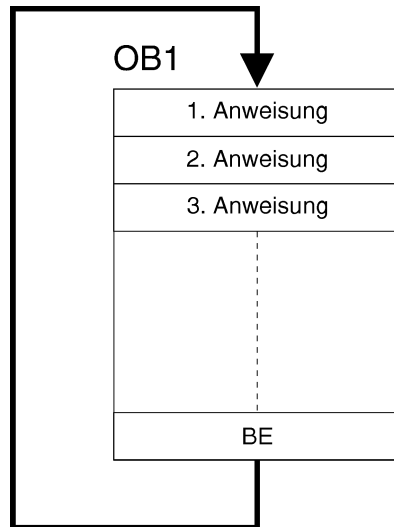 OB1
1. Anweisung
2. Anweisung
3. Anweisung
BE